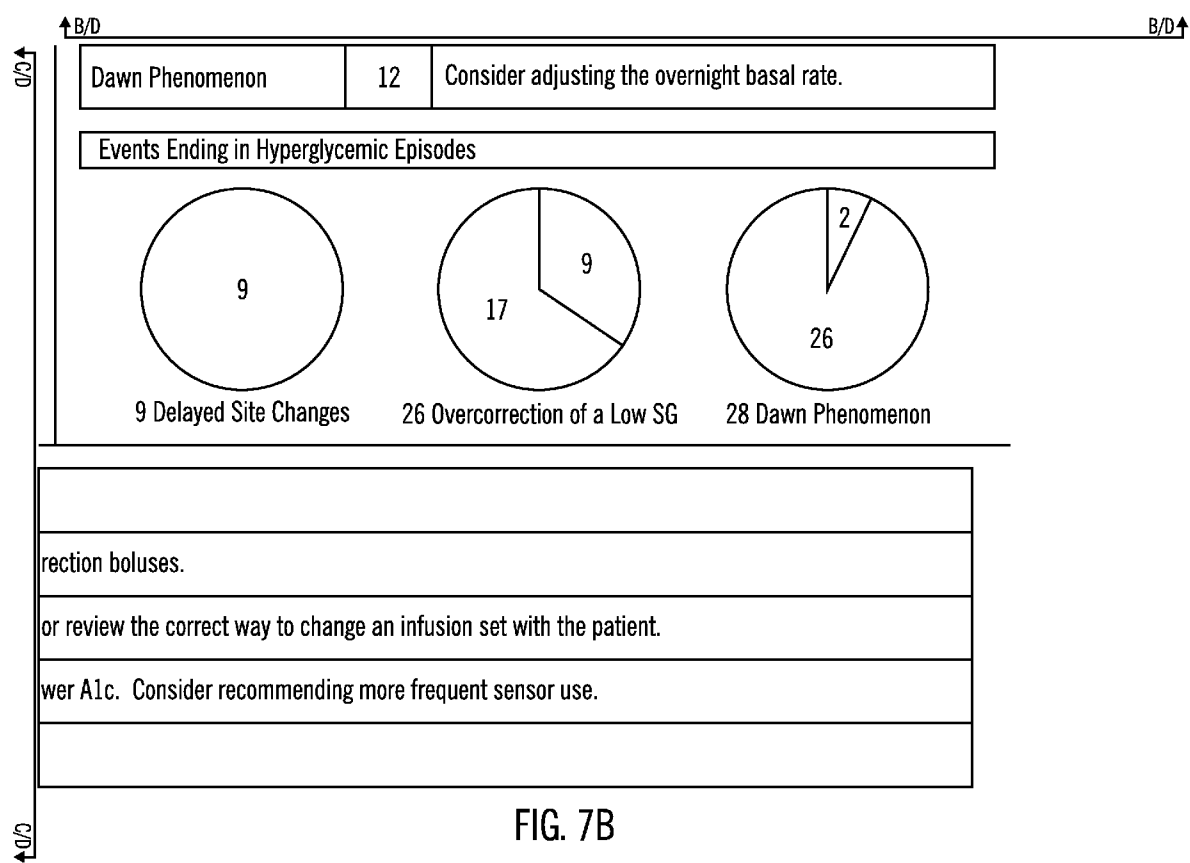 B/D B/D
C/D
Dawn Phenomenon 12 Consider adjusting the overnight basal rate.
Events Ending in Hyperglycemic Episodes
9 17 9 26 2
9 Delayed Site Changes 26 Overcorrection of a Low SG 28 Dawn Phenomenon
rection boluses.
or review the correct way to change an infusion set with the patient.
wer A1c. Consider recommending more frequent sensor use.
C/D
FIG. 7B